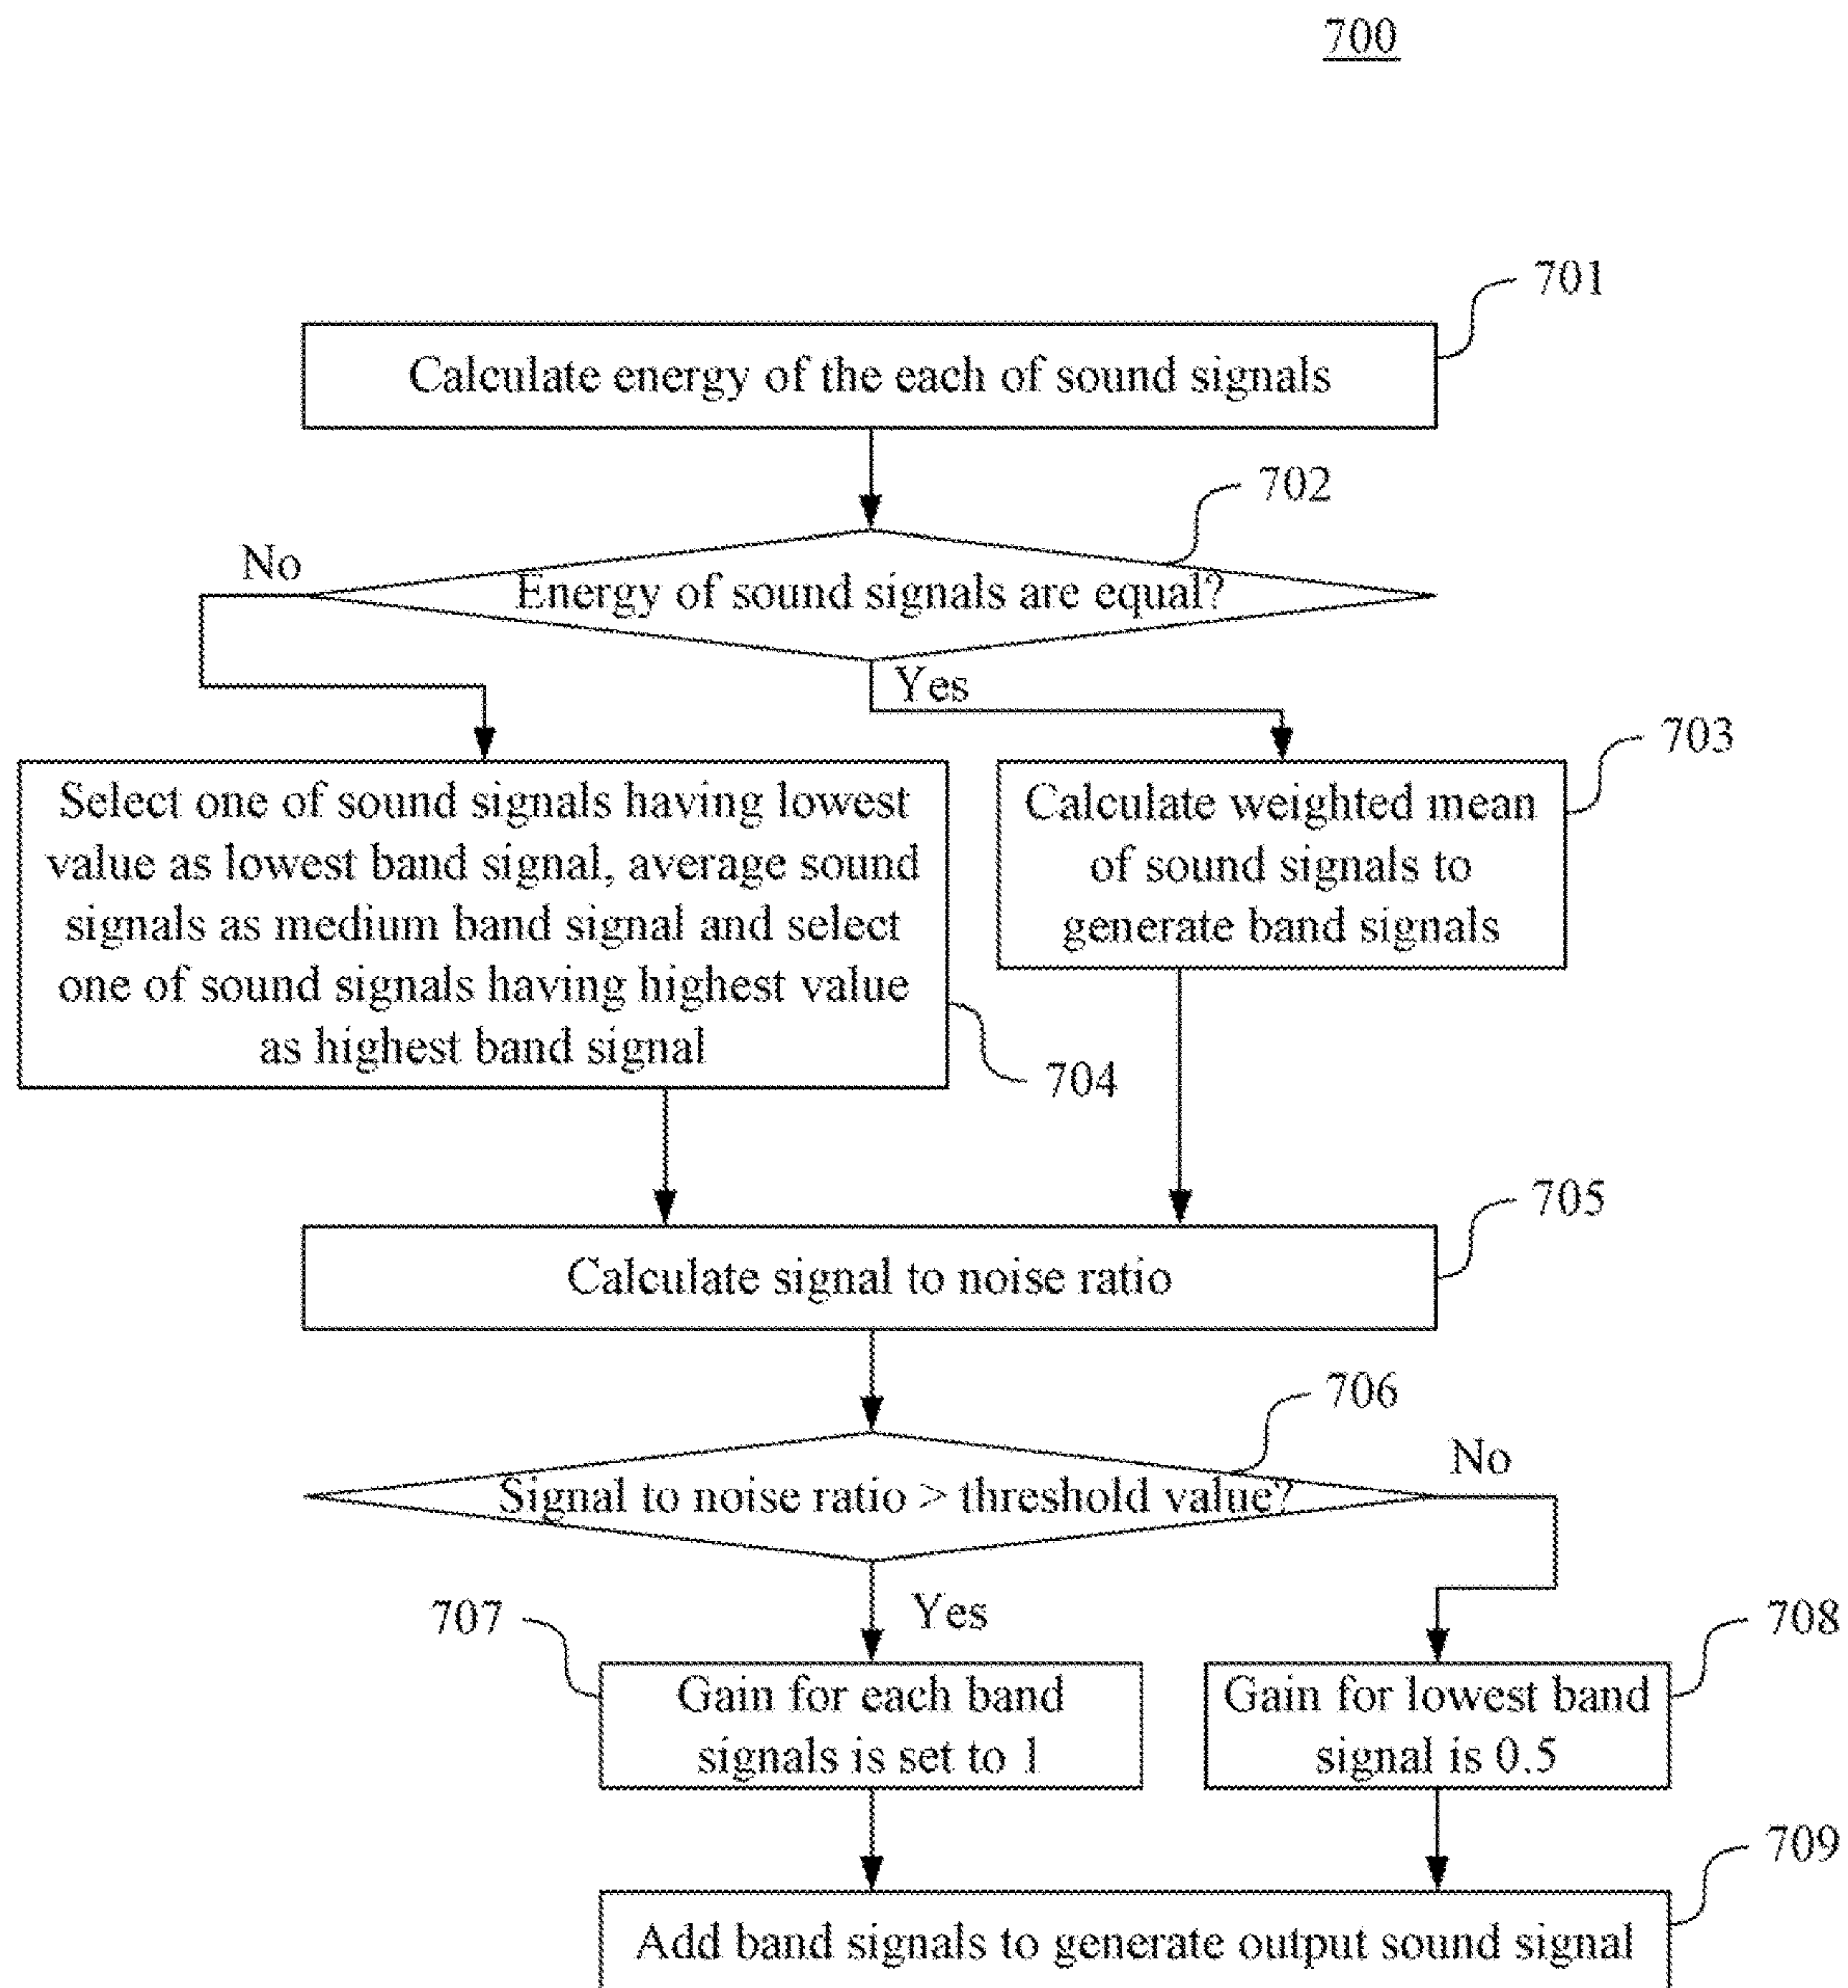 700
701
Calculate energy of the each of sound signals
702
No
Energy of sound signals are equal?
Yes
703
Select one of sound signals having lowest
value as lowest band signal, average sound
signals as medium band signal and select
one of sound signals having highest value
as highest band signal
Calculate weighted mean
of sound signals to
generate band signals
704
705
Calculate signal to noise ratio
706
No
Signal to noise ratio > threshold value?
Yes
707
708
Gain for each band
signals is set to 1
Gain for lowest band
signal is 0.5
709
Add band signals to generate output sound signal